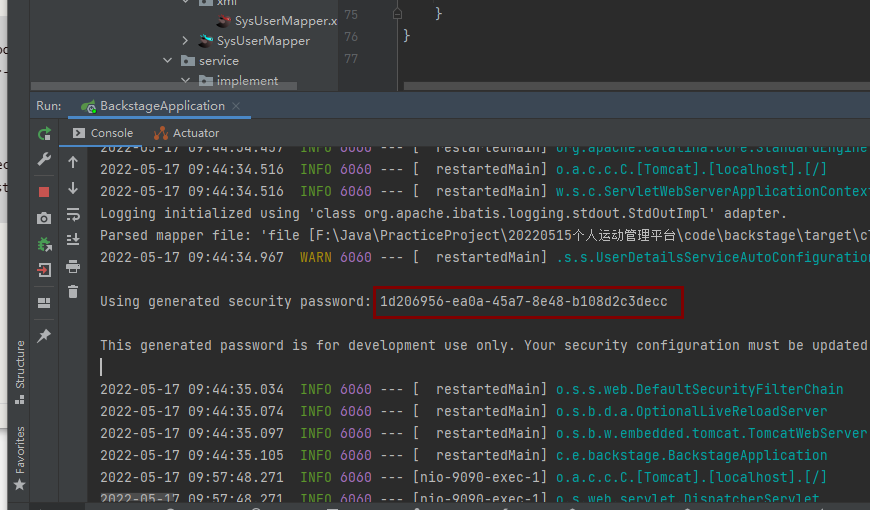 xml
SysUserMapper.x
SysUserMapper
service
implement
75
76
77
}
}
Run:
BackstageApplication
Console
Actuator
2022-05-17 09:44:34.457 INFO 6060 --- [ restartedMain] org.apache.catalina.core.StandardEngine
2022-05-17 09:44:34.516 INFO 6060 --- [ restartedMain] o.a.c.c.C.[Tomcat].[localhost].[/]
2022-05-17 09:44:34.516 INFO 6060 --- [ restartedMain] w.s.c.ServletWebServerApplicationContext
Logging initialized using 'class org.apache.ibatis.logging.stdout.StdOutImpl' adapter.
Parsed mapper file: 'file [F:\Java\PracticeProject\20220515个人运动管理平台\code\backstage\target\c
2022-05-17 09:44:34.967 WARN 6060 --- [ restartedMain] .s.s.UserDetailsServiceAutoConfiguration
Using generated security password: 1d206956-ea0a-45a7-8e48-b108d2c3decc
This generated password is for development use only. Your security configuration must be updated
2022-05-17 09:44:35.034 INFO 6060 --- [ restartedMain] o.s.s.web.DefaultSecurityFilterChain
2022-05-17 09:44:35.074 INFO 6060 --- [ restartedMain] o.s.b.d.a.OptionalLiveReloadServer
2022-05-17 09:44:35.097 INFO 6060 --- [ restartedMain] o.s.b.w.embedded.tomcat.TomcatWebServer
2022-05-17 09:44:35.105 INFO 6060 --- [ restartedMain] c.e.backstage.BackstageApplication
2022-05-17 09:57:48.271 INFO 6060 --- [nio-9090-exec-1] o.a.c.c.C.[Tomcat].[localhost].[/]
2022-05-17 09:57:48.271 INFO 6060 --- [nio-9090-exec-1] o.s.web.servlet.DispatcherServlet
Structure
Favorites